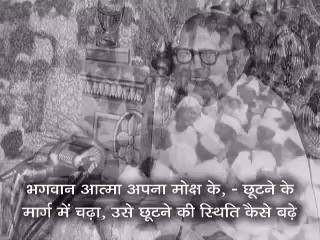 भगवान आत्मा अपना मोक्ष के, - छूटने के
मार्ग में चढ़ा, उसे छूटने की स्थिति कैसे बढ़े